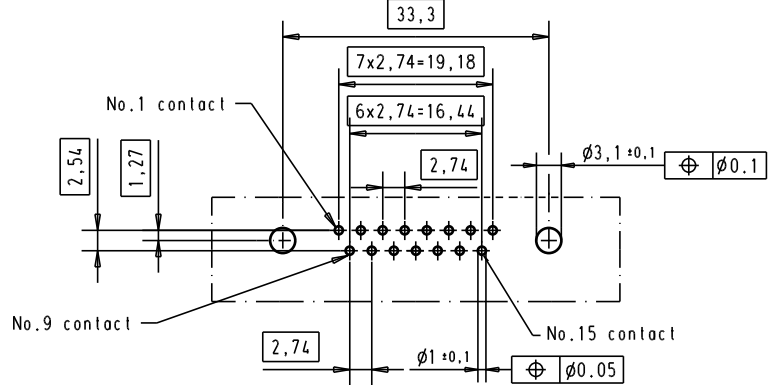 33,3
7x2,74=19,18
No.1 contact
6x2,74=16,44
2,54
1,27
2,74
Ø3,1 ±0,1
⌖ Ø0.1
No.9 contact
No.15 contact
2,74
Ø1 ±0,1
⌖ Ø0.05